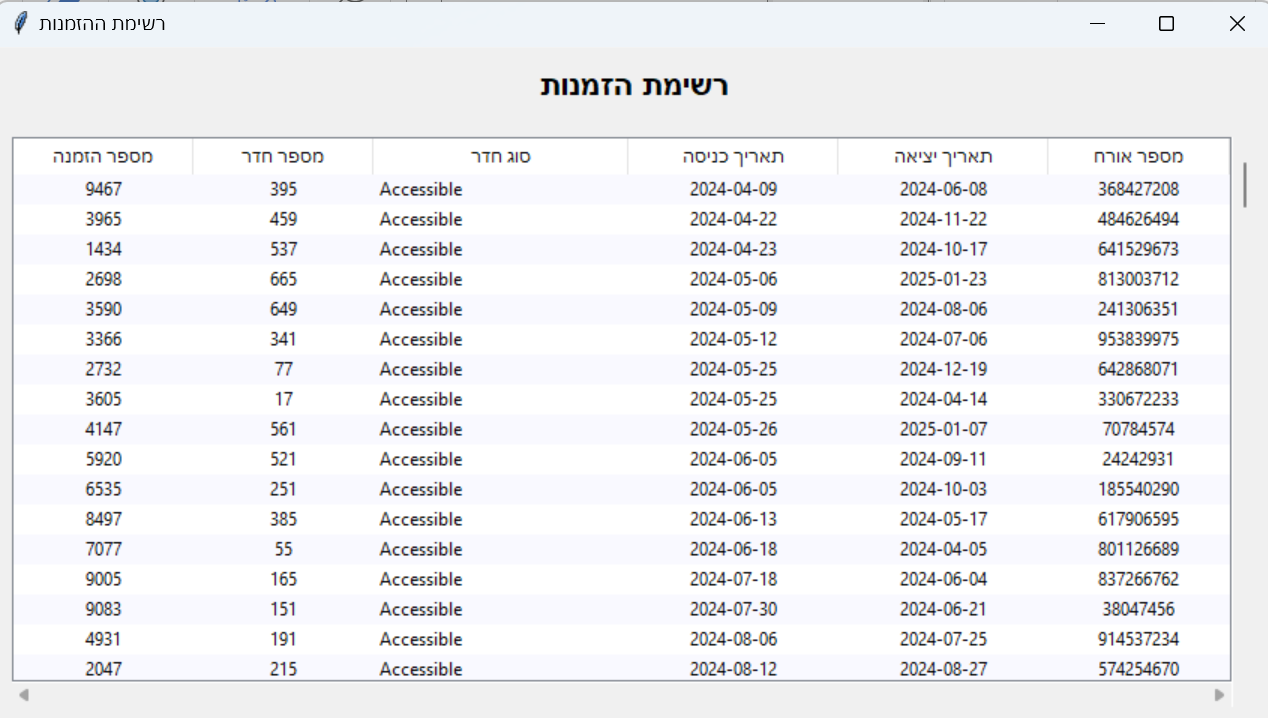 רשימת ההזמנות
רשימת הזמנות
מספר הזמנה מספר חדר סוג חדר תאריך כניסה תאריך יציאה מספר אורח
9467 395 Accessible 2024-04-09 2024-06-08 368427208
3965 459 Accessible 2024-04-22 2024-11-22 484626494
1434 537 Accessible 2024-04-23 2024-10-17 641529673
2698 665 Accessible 2024-05-06 2025-01-23 813003712
3590 649 Accessible 2024-05-09 2024-08-06 241306351
3366 341 Accessible 2024-05-12 2024-07-06 953839975
2732 77 Accessible 2024-05-25 2024-12-19 642868071
3605 17 Accessible 2024-05-25 2024-04-14 330672233
4147 561 Accessible 2024-05-26 2025-01-07 70784574
5920 521 Accessible 2024-06-05 2024-09-11 24242931
6535 251 Accessible 2024-06-05 2024-10-03 185540290
8497 385 Accessible 2024-06-13 2024-05-17 617906595
7077 55 Accessible 2024-06-18 2024-04-05 801126689
9005 165 Accessible 2024-07-18 2024-06-04 837266762
9083 151 Accessible 2024-07-30 2024-06-21 38047456
4931 191 Accessible 2024-08-06 2024-07-25 914537234
2047 215 Accessible 2024-08-12 2024-08-27 574254670